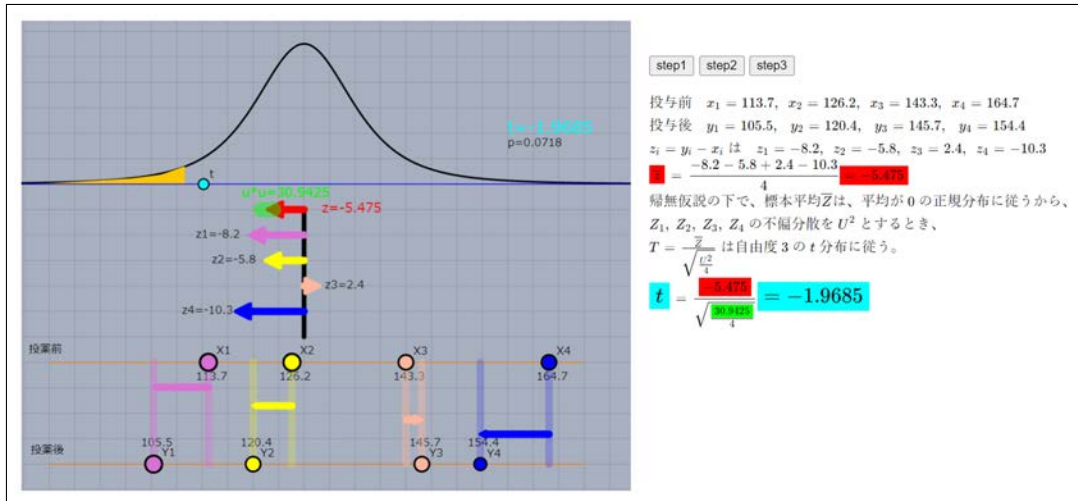 t=-1.9685
p=0.0718
t
u*u=30.9425
z=-5.475
z1=-8.2
z2=-5.8
z3=2.4
z4=-10.3
投薬前
X1 X2 X3 X4
113.7 126.2 143.3 164.7
105.5 120.4 145.7 154.4
投薬後
Y1 Y2 Y3 Y4
step1 step2 step3
投与前 x₁ = 113.7, x₂ = 126.2, x₃ = 143.3, x₄ = 164.7
投与後 y₁ = 105.5, y₂ = 120.4, y₃ = 145.7, y₄ = 154.4
zᵢ = yᵢ − xᵢ は z₁ = −8.2, z₂ = −5.8, z₃ = 2.4, z₄ = −10.3
z̅ = (−8.2 − 5.8 + 2.4 − 10.3)/4 = −5.475
帰無仮説の下で、標本平均Z̅は、平均が 0 の正規分布に従うから、
Z₁, Z₂, Z₃, Z₄ の不偏分散を U² とするとき、
T = Z̅/√(U²/4) は自由度 3 の t 分布に従う。
t = −5.475/√(30.9425/4) = −1.9685